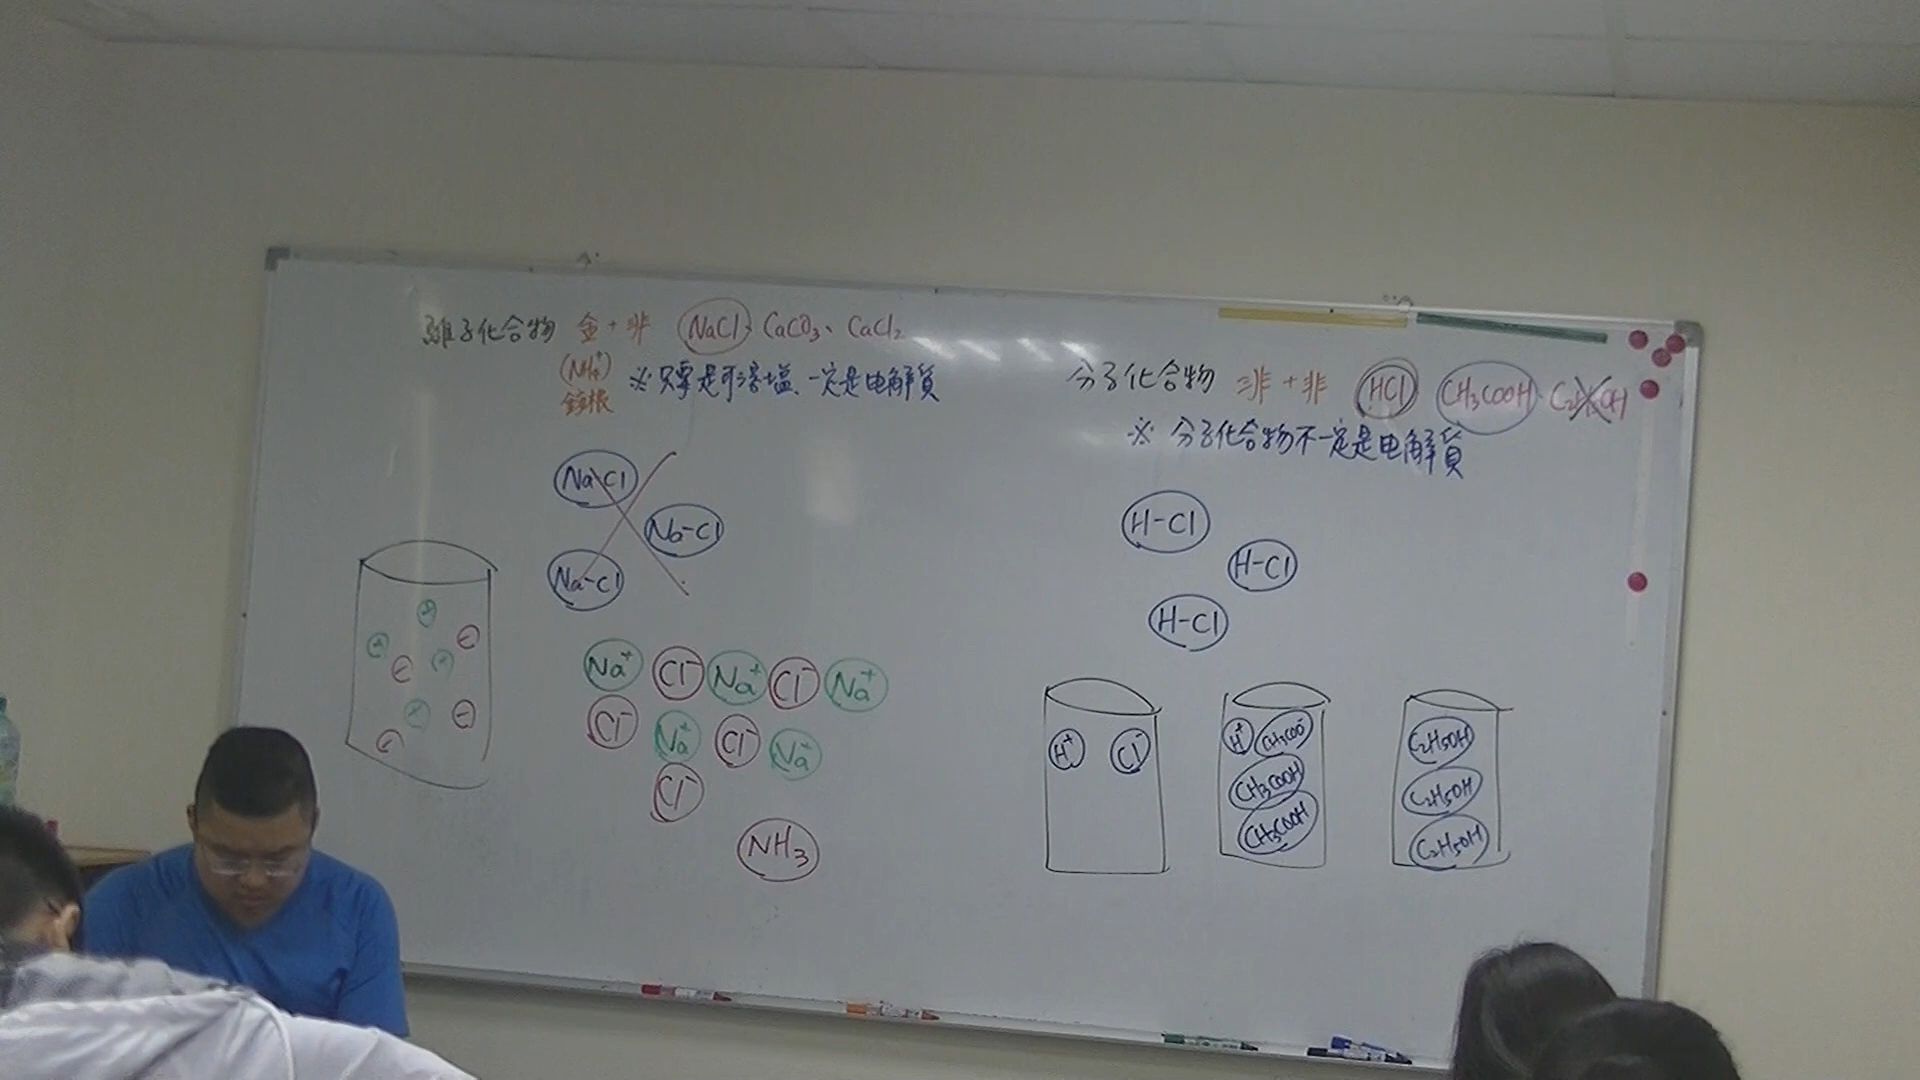 離子化合物 金+非 NaCl、CaCO3、CaCl2
(NH4+)
銨根
※只要是可溶塩、一定是电解質
Na-Cl
Na-Cl
Na-Cl
+
-
+
-
+
+
-
-
Na+ Cl- Na+ Cl- Na+
Cl- Na+ Cl- Na+
Cl-
NH3
分子化合物 非+非 HCl CH3COOH C2H5OH
※ 分子化合物不一定是电解質
H-Cl
H-Cl
H-Cl
H+ Cl-
H+ CH3COO-
CH3COOH
CH3COOH
C2H5OH
C2H5OH
C2H5OH